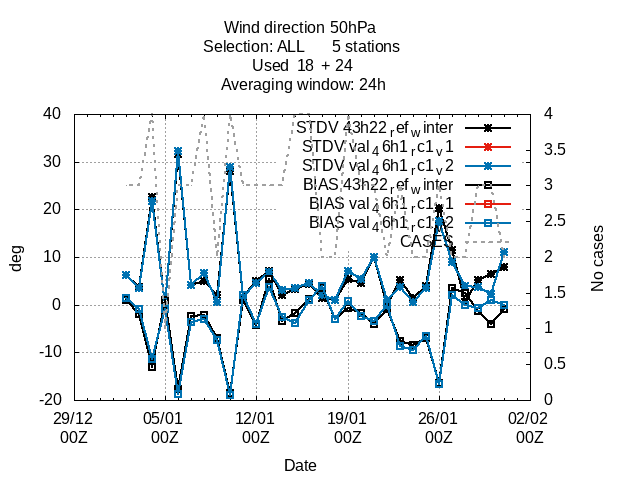 Wind direction 50hPa
Selection: ALL 5 stations
Used 18 + 24
Averaging window: 24h
40 4
STDV 43h22_ref_winter
STDV val_46h1_rc1_v1
30 3.5
STDV val_46h1_rc1_v2
BIAS 43h22_ref_winter
20 3
BIAS val_46h1_rc1_v1
BIAS val_46h1_rc1_v2
2.5
CASES
10 2
0 1.5
-10 1
0.5
-20 0
deg
No cases
29/12 05/01 12/01 19/01 26/01 02/02
00Z 00Z 00Z 00Z 00Z 00Z
Date